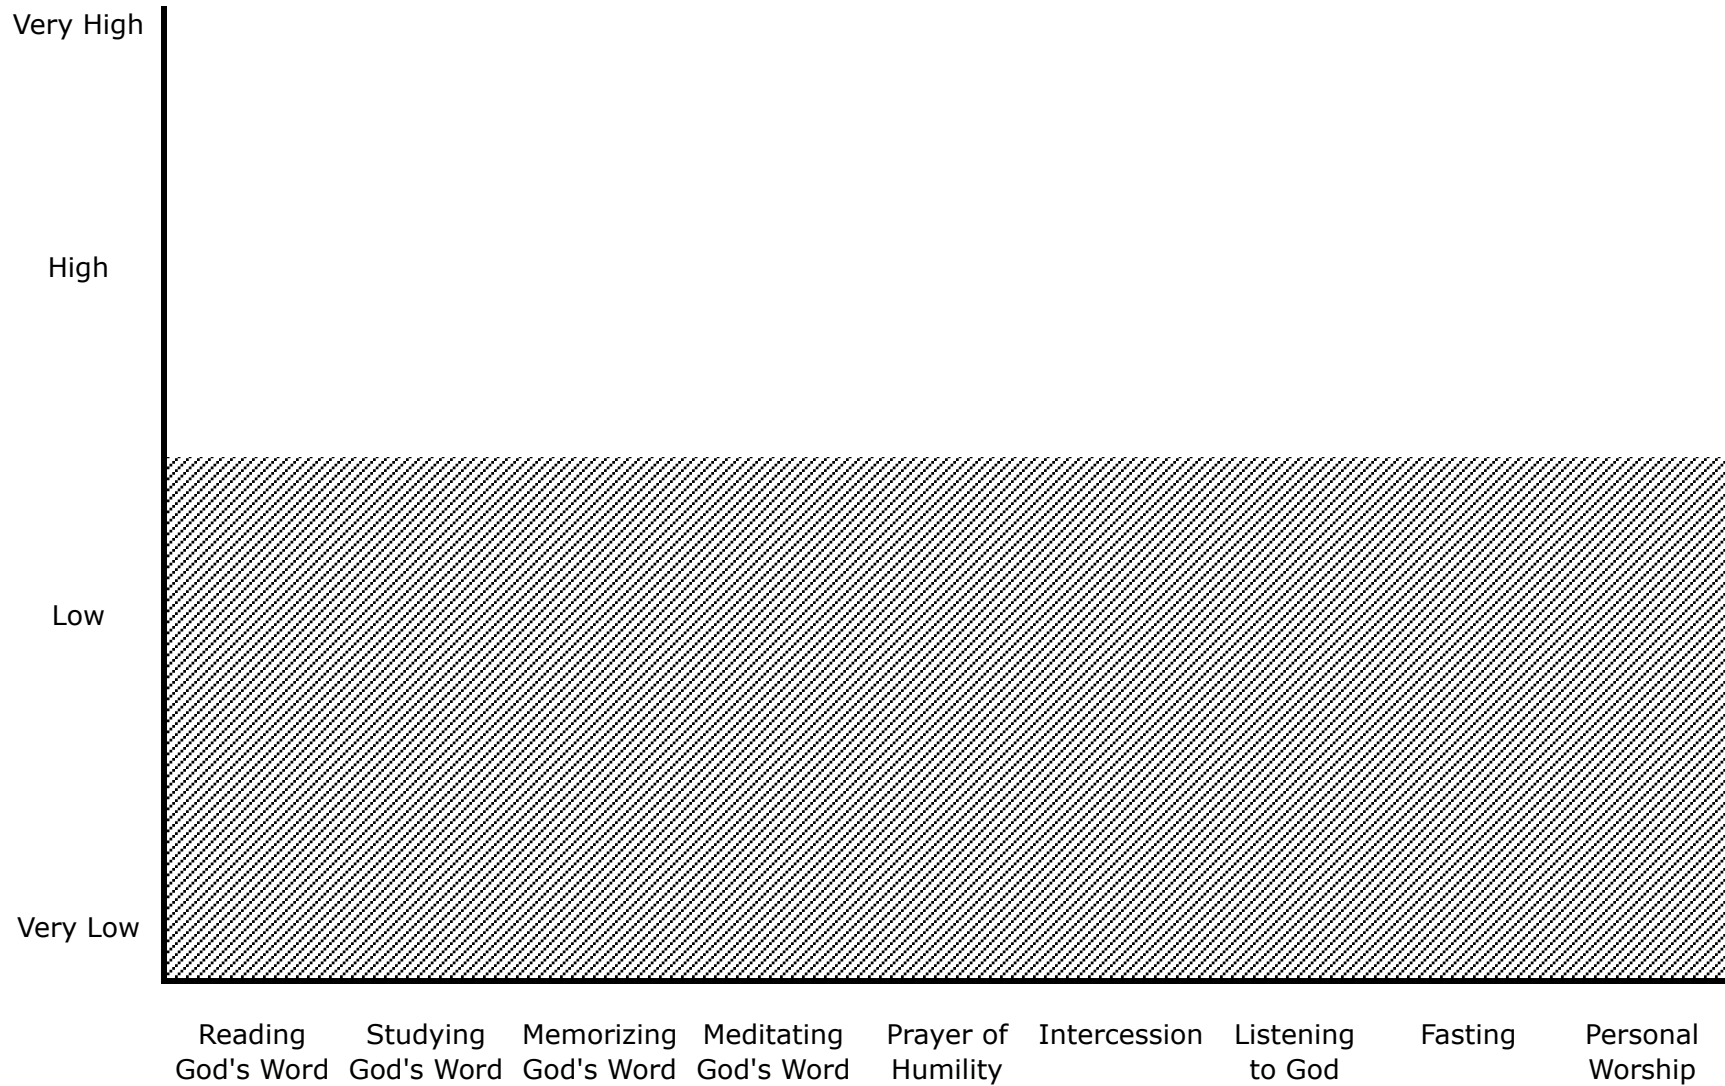 Very High
High
Low
Very Low
Reading
God's Word
Studying
God's Word
Memorizing
God's Word
Meditating
God's Word
Prayer of
Humility
Intercession
Listening
to God
Fasting
Personal
Worship